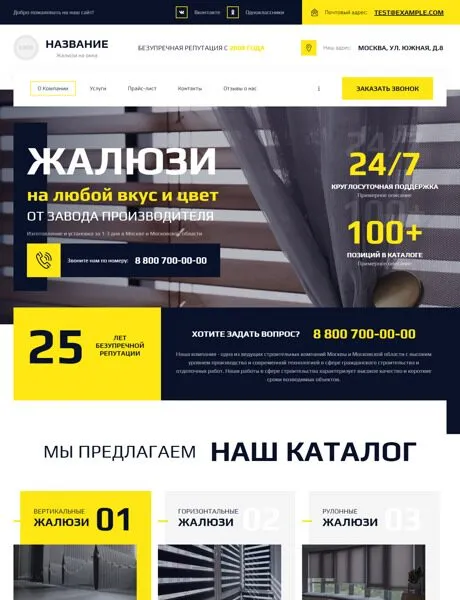 Добро пожаловать на наш сайт!
Вконтакте
Одноклассники
Почтовый адрес:
TEST@EXAMPLE.COM
НАЗВАНИЕ
Жалюзи на окна
БЕЗУПРЕЧНАЯ РЕПУТАЦИЯ С 2008 ГОДА
Наш адрес:
МОСКВА, УЛ. ЮЖНАЯ, Д.8
О Компании
Услуги
Прайс-лист
Контакты
Отзывы о нас
ЗАКАЗАТЬ ЗВОНОК
ЖАЛЮЗИ
на любой вкус и цвет
ОТ ЗАВОДА ПРОИЗВОДИТЕЛЯ
Изготовление и установка за 1-3 дня в Москве и Московской области
Звоните нам по номеру:
8 800 700-00-00
24/7
КРУГЛОСУТОЧНАЯ ПОДДЕРЖКА
Примерное описание
100+
ПОЗИЦИЙ В КАТАЛОГЕ
Примерное описание
25
ЛЕТ
БЕЗУПРЕЧНОЙ
РЕПУТАЦИИ
ХОТИТЕ ЗАДАТЬ ВОПРОС?
8 800 700-00-00
Наша компания - одна из ведущих строительных компаний Москвы и Московской области с высоким
уровнем производства и современной технологией в сфере гражданского строительства и
отделочных работ. Наши работы в сфере строительства характеризует высокое качество и короткие
сроки возводимых объектов.
МЫ ПРЕДЛАГАЕМ НАШ КАТАЛОГ
ВЕРТИКАЛЬНЫЕ
ЖАЛЮЗИ
01
ГОРИЗОНТАЛЬНЫЕ
ЖАЛЮЗИ
02
РУЛОННЫЕ
ЖАЛЮЗИ
03